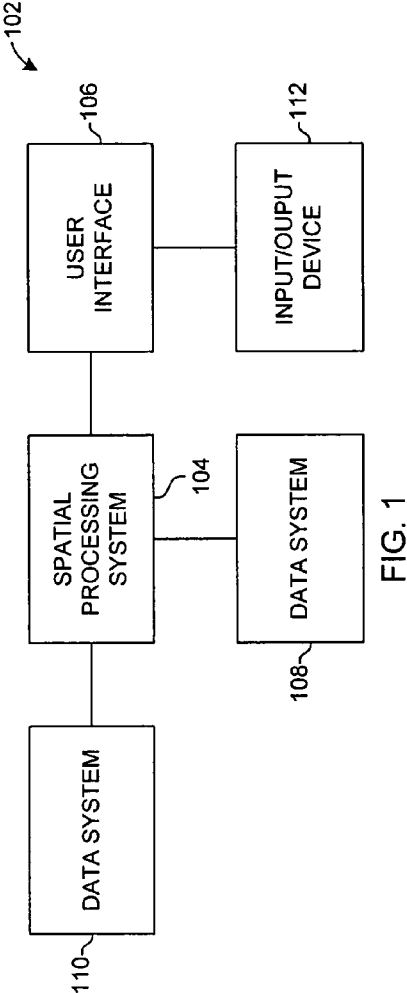 102
DATA SYSTEM
110
SPATIAL
PROCESSING
SYSTEM
104
USER
INTERFACE
106
DATA SYSTEM
108
INPUT/OUPUT
DEVICE
112
FIG. 1